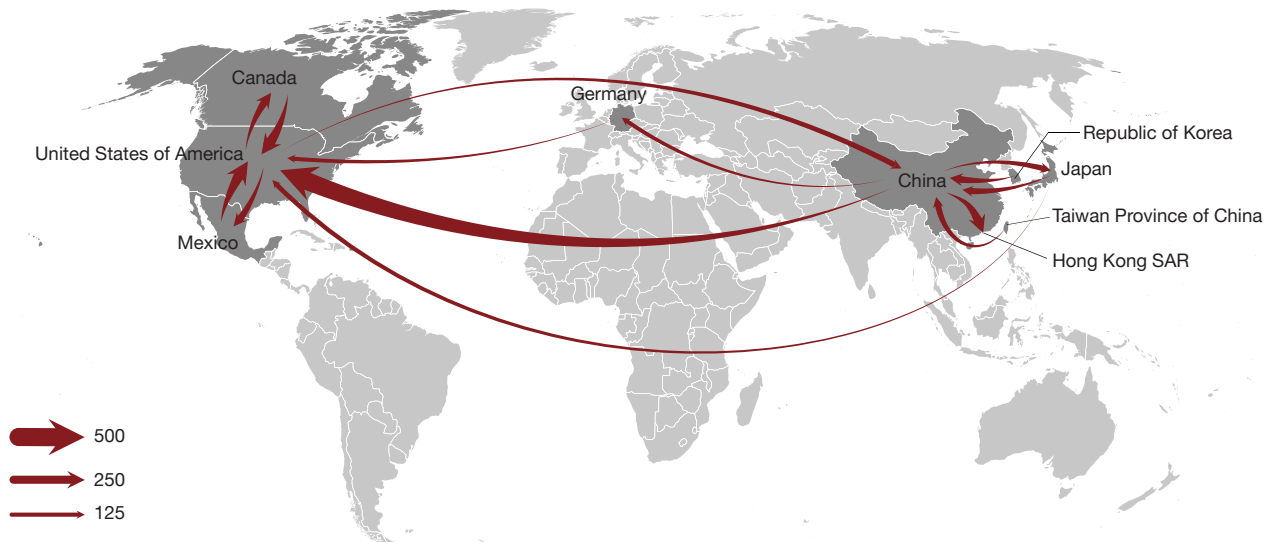 Canada
Germany
Republic of Korea
United States of America
Japan
China
Taiwan Province of China
Mexico
Hong Kong SAR
500
250
125